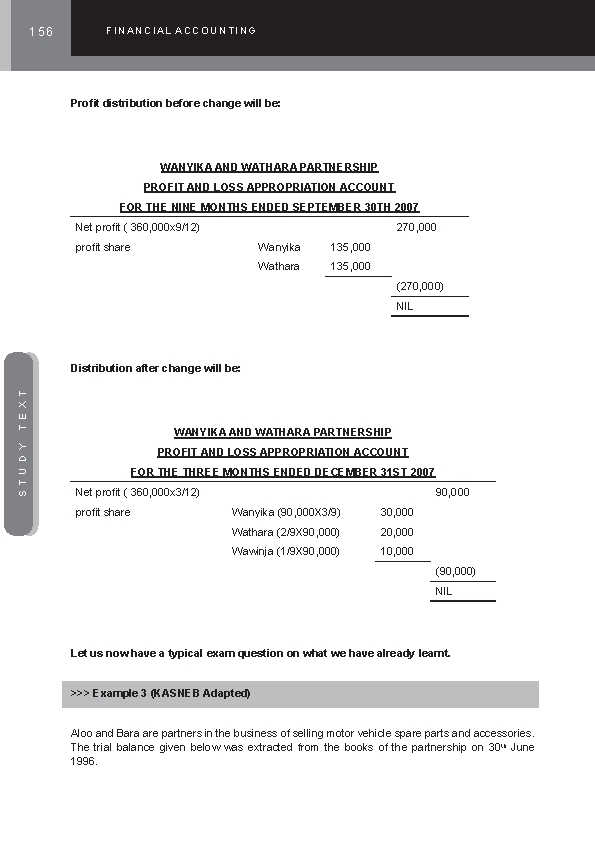 156
FINANCIAL ACCOUNTING
Profit distribution before change will be:
WANYIKA AND WATHARA PARTNERSHIP
PROFIT AND LOSS APPROPRIATION ACCOUNT
FOR THE NINE MONTHS ENDED SEPTEMBER 30TH 2007
Net profit ( 360,000x9/12) 270,000
profit share Wanyika 135,000
Wathara 135,000
(270,000)
NIL
Distribution after change will be:
WANYIKA AND WATHARA PARTNERSHIP
PROFIT AND LOSS APPROPRIATION ACCOUNT
FOR THE THREE MONTHS ENDED DECEMBER 31ST 2007
Net profit ( 360,000x3/12) 90,000
profit share Wanyika (90,000X3/9) 30,000
Wathara (2/9X90,000) 20,000
Wawinja (1/9X90,000) 10,000
(90,000)
NIL
STUDY TEXT
Let us now have a typical exam question on what we have already learnt.
>>> Example 3 (KASNEB Adapted)
Aloo and Bara are partners in the business of selling motor vehicle spare parts and accessories.
The trial balance given below was extracted from the books of the partnership on 30th June
1996.